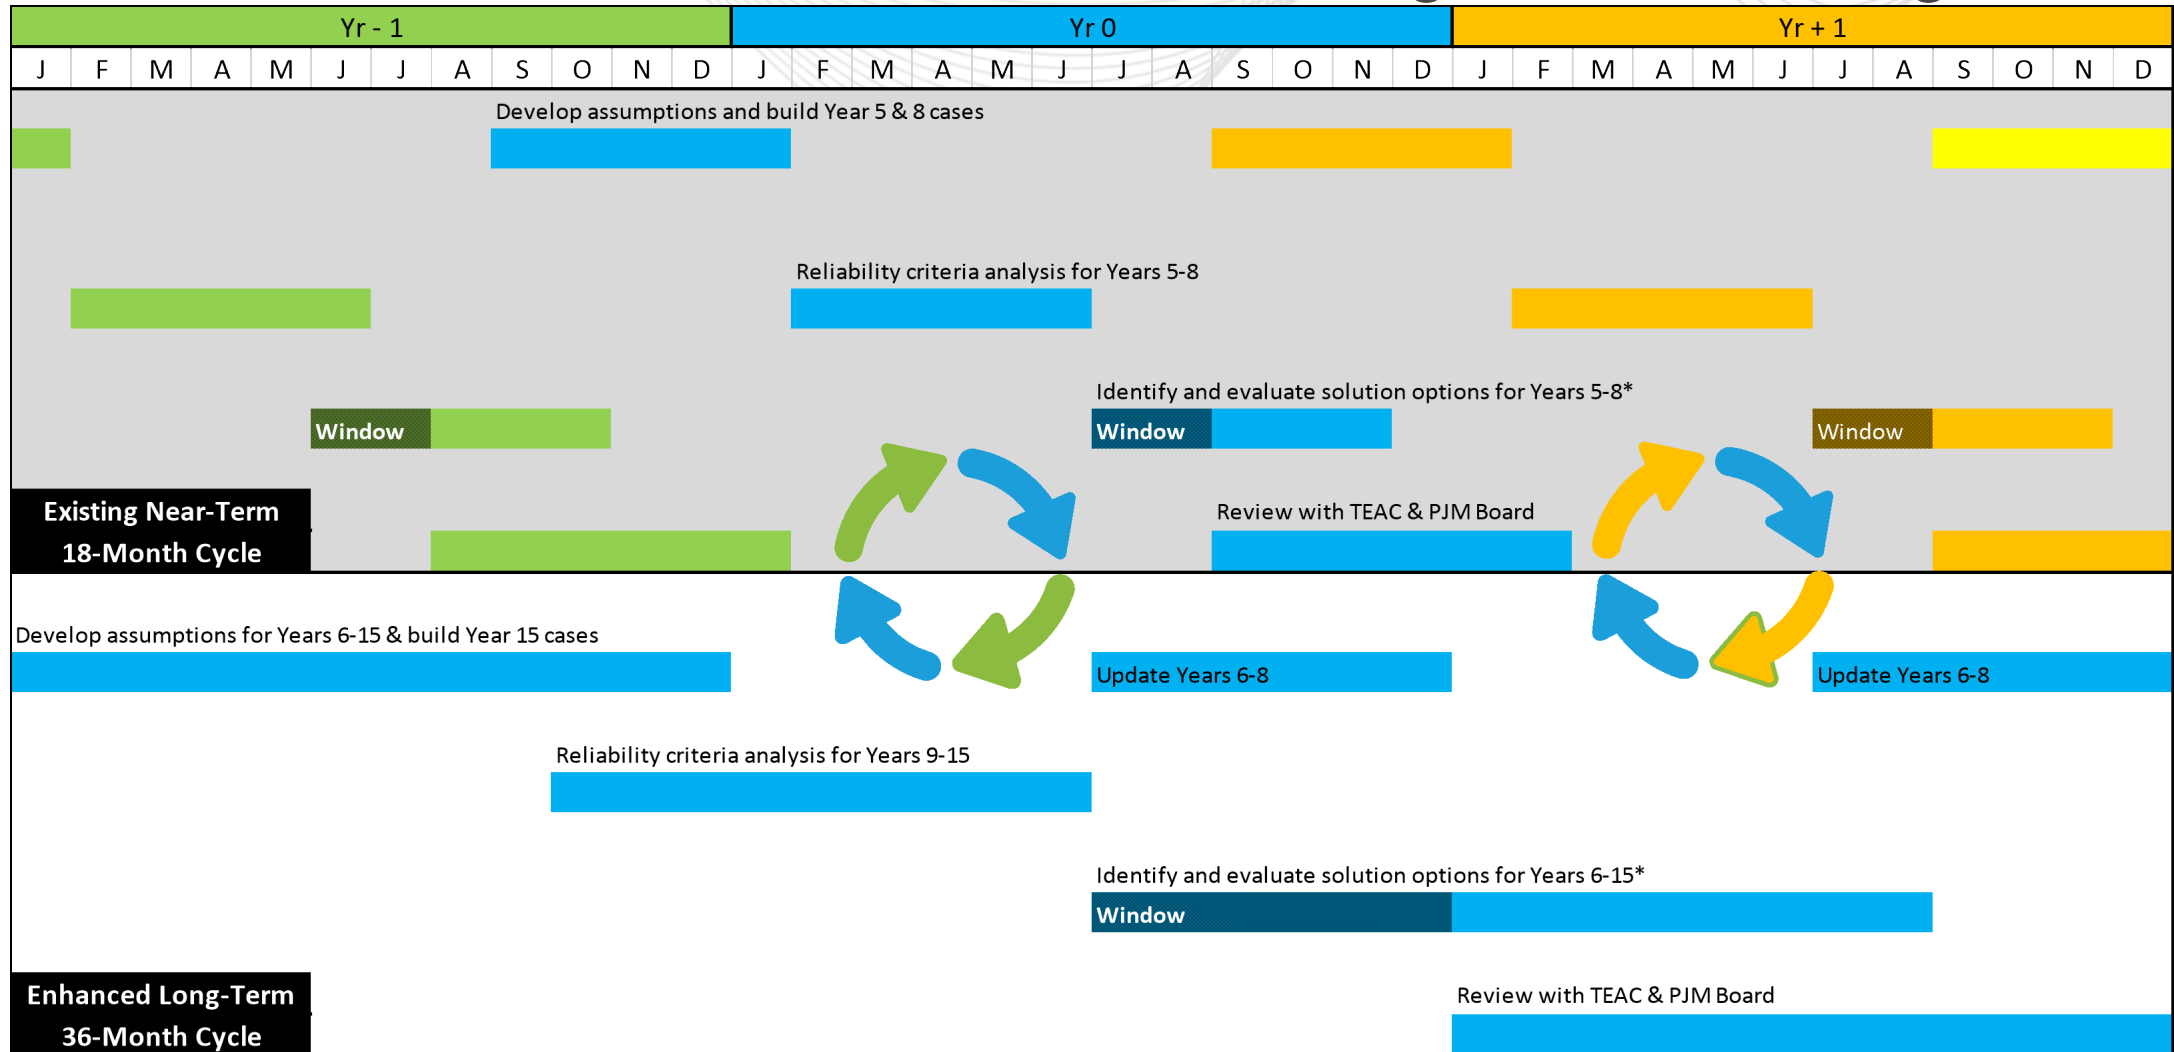 Yr - 1 Yr 0 Yr + 1
J F M A M J J A S O N D J F M A M J J A S O N D J F M A M J J A S O N D
Develop assumptions and build Year 5 & 8 cases
Reliability criteria analysis for Years 5-8
Identify and evaluate solution options for Years 5-8*
Window Window Window
Existing Near-Term
18-Month Cycle
Review with TEAC & PJM Board
Develop assumptions for Years 6-15 & build Year 15 cases
Update Years 6-8 Update Years 6-8
Reliability criteria analysis for Years 9-15
Identify and evaluate solution options for Years 6-15*
Window
Enhanced Long-Term
36-Month Cycle
Review with TEAC & PJM Board